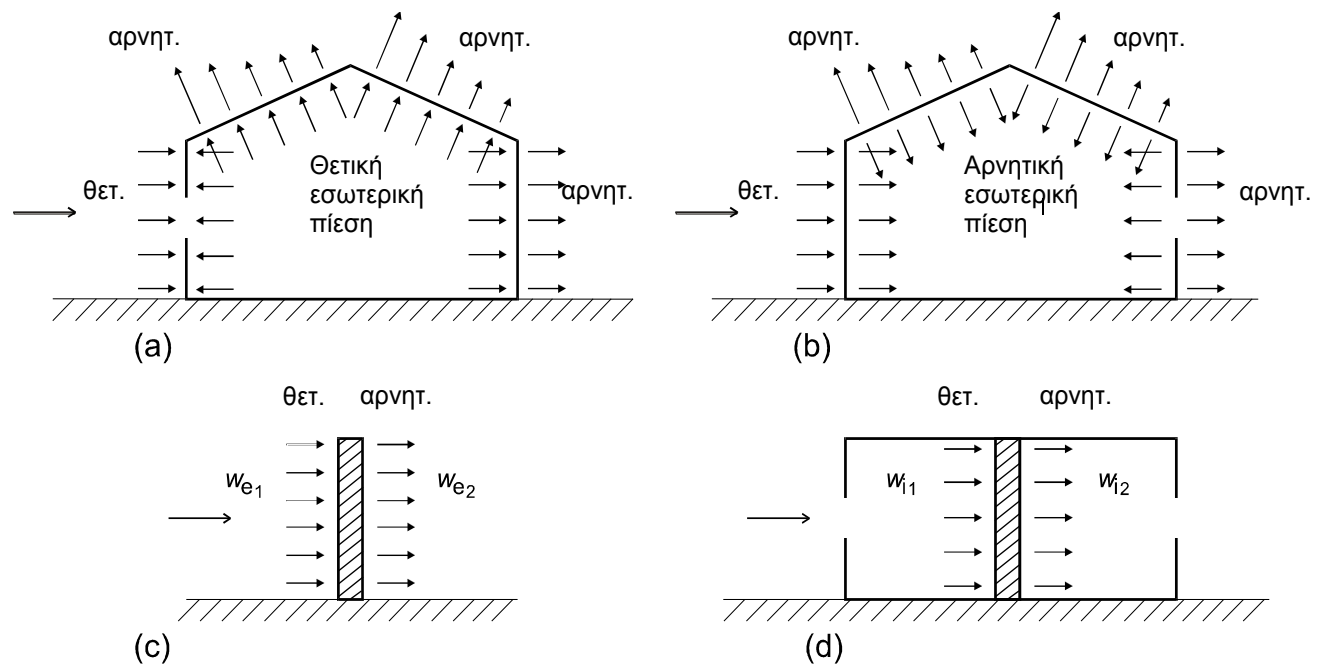 αρνητ. αρνητ.
θετ. Θετική εσωτερική πίεση αρνητ.
(a)
αρνητ. αρνητ.
θετ. Αρνητική εσωτερική πίεση αρνητ.
(b)
θετ. αρνητ.
we1 we2
(c)
θετ. αρνητ.
wi1 wi2
(d)